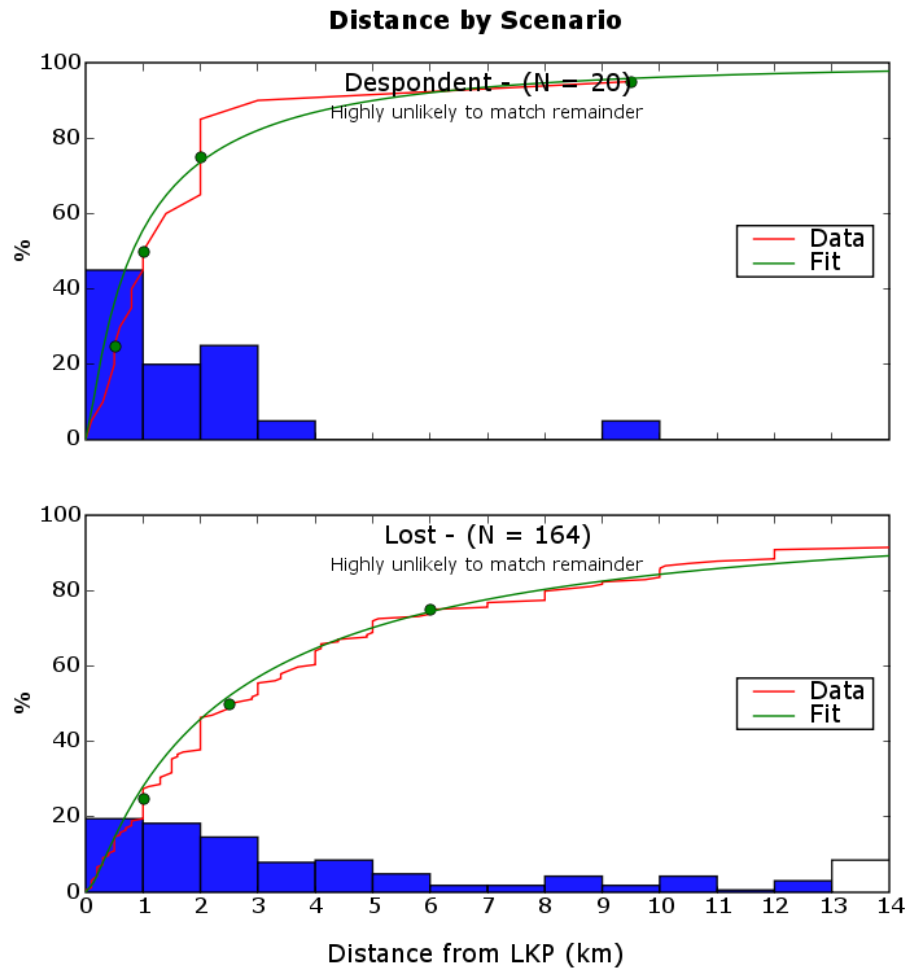 Distance by Scenario
100
80
60
40
20
0
%
Despondent - (N = 20)
Highly unlikely to match remainder
Data
Fit
100
80
60
40
20
0
%
Lost - (N = 164)
Highly unlikely to match remainder
Data
Fit
0 1 2 3 4 5 6 7 8 9 10 11 12 13 14
Distance from LKP (km)